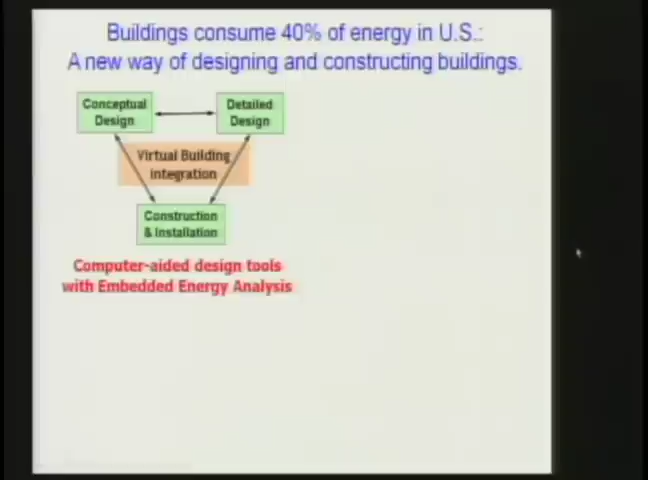 Buildings consume 40% of energy in U.S.:
A new way of designing and constructing buildings.
Conceptual
Design
Detailed
Design
Virtual Building
integration
Construction
& Installation
Computer-aided design tools
with Embedded Energy Analysis